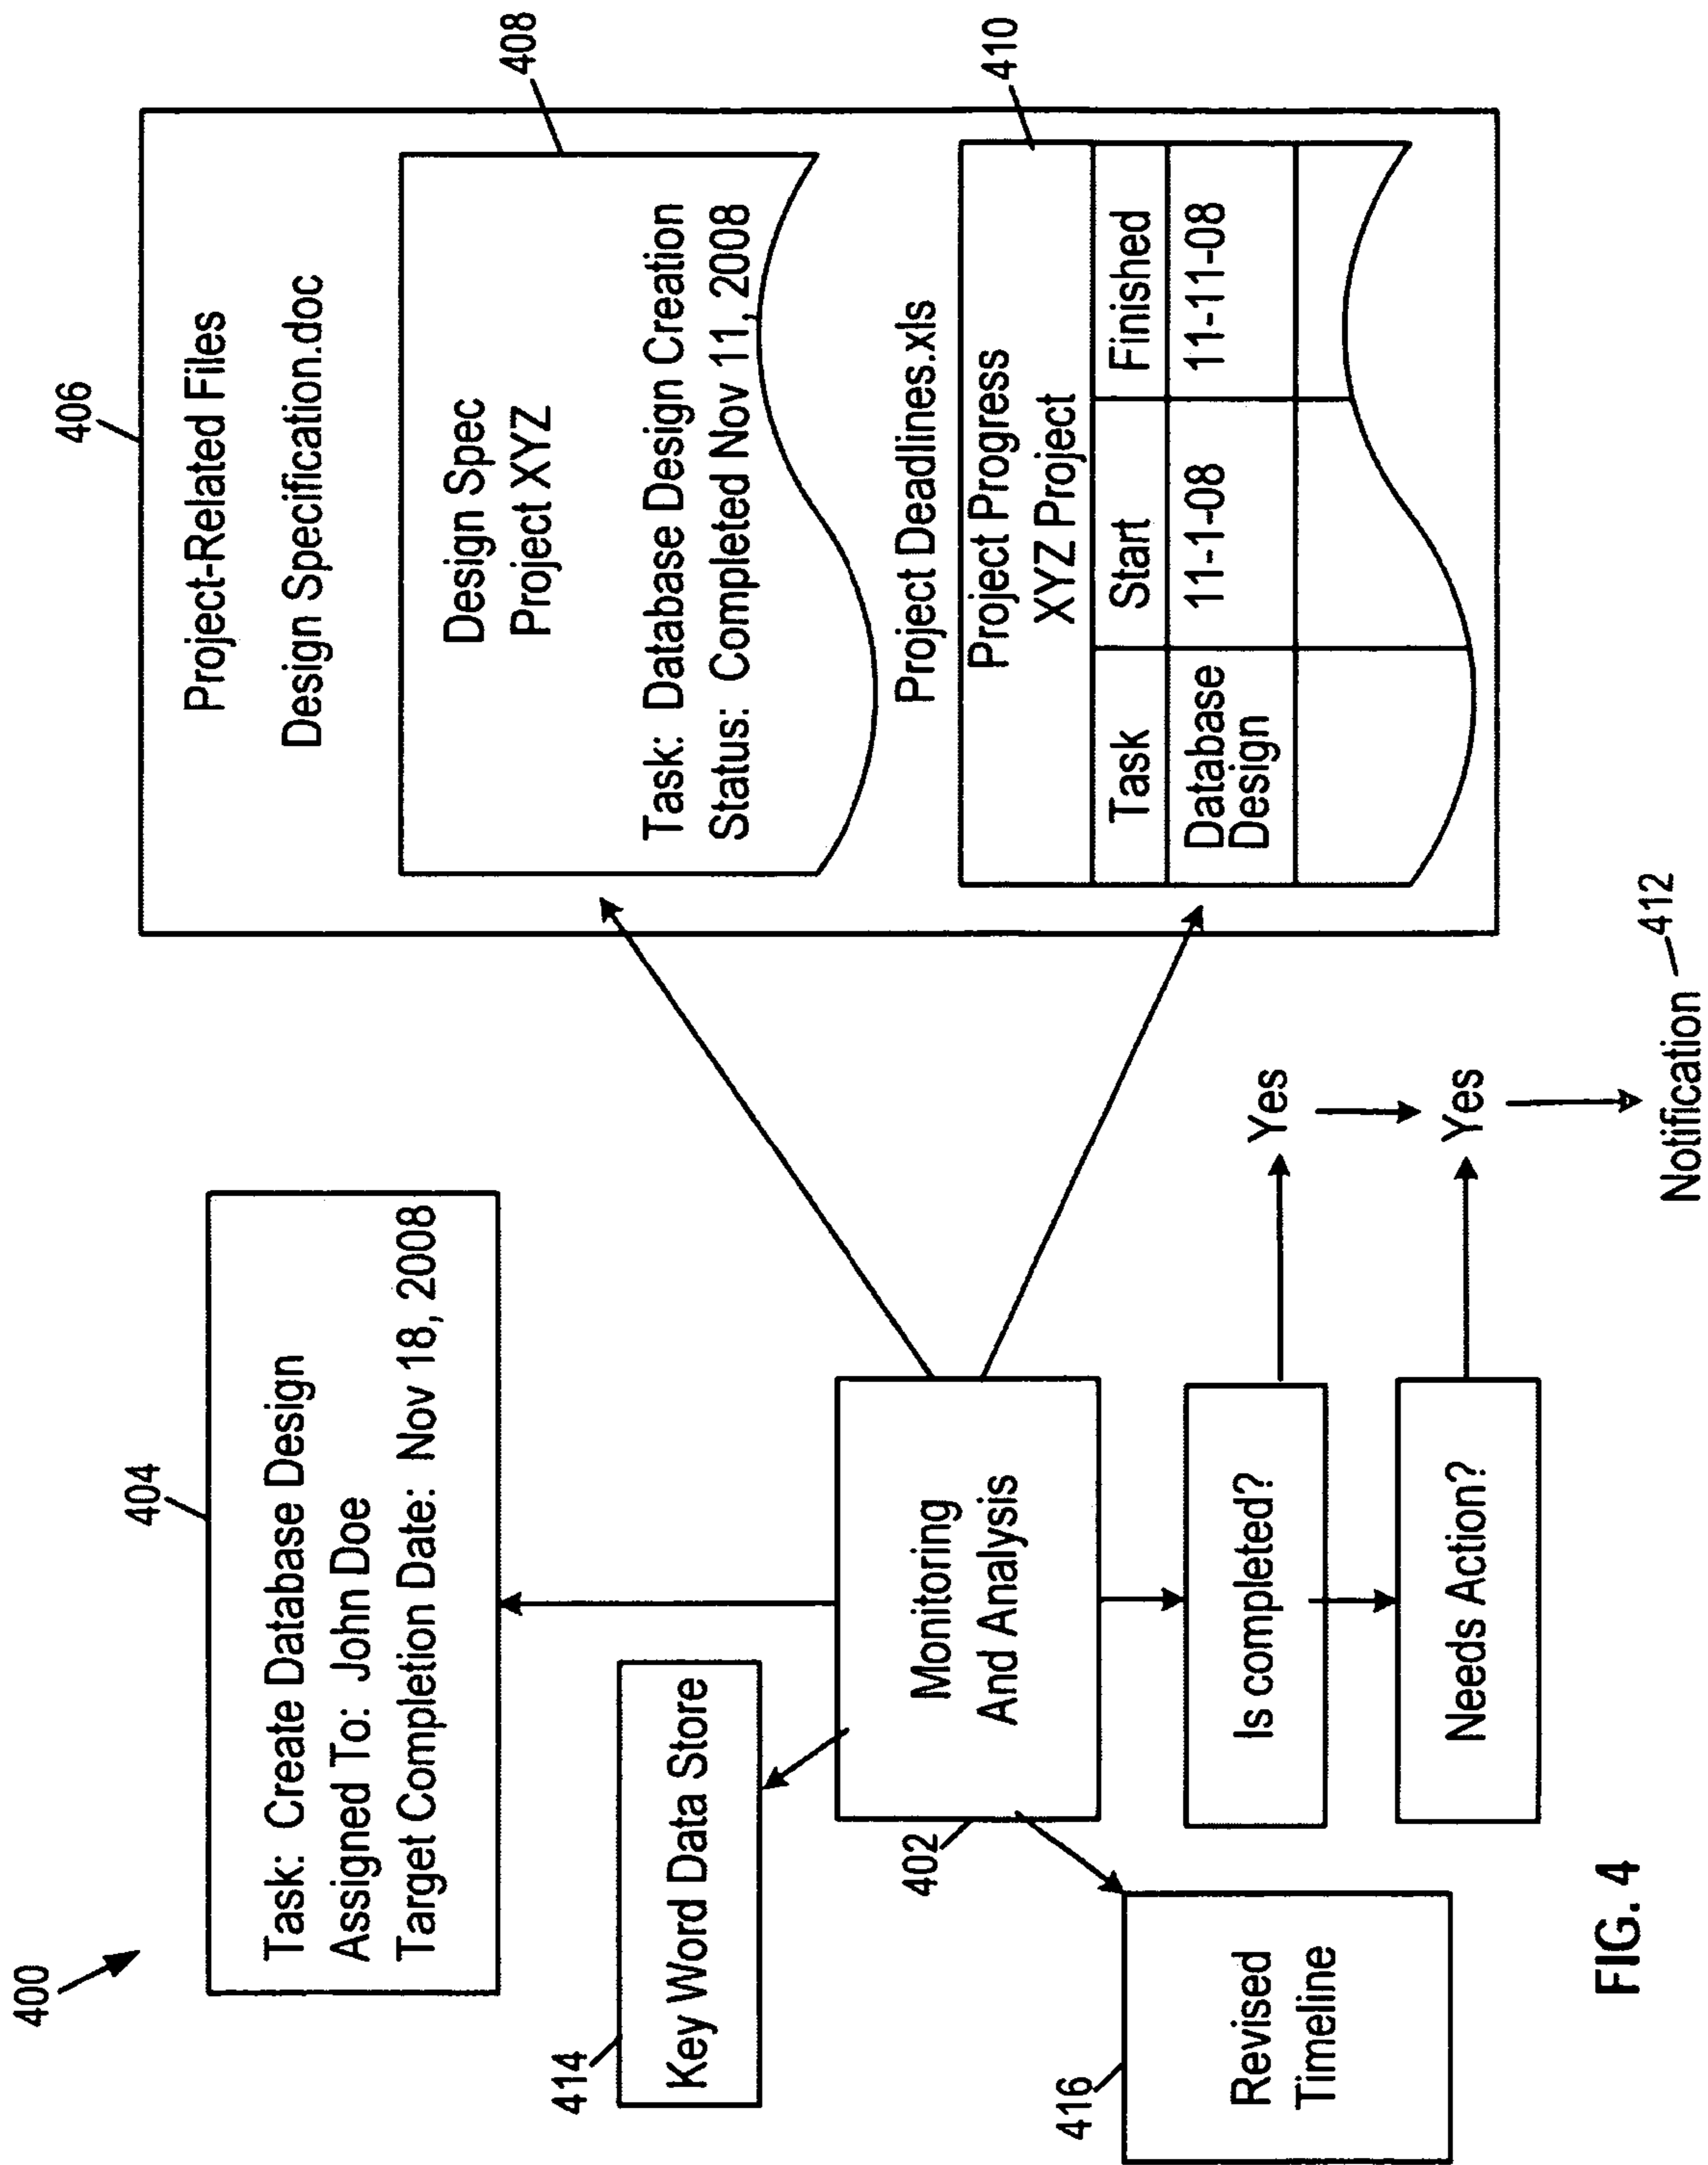 400
404
Task: Create Database Design
Assigned To: John Doe
Target Completion Date: Nov 18, 2008
414
Key Word Data Store
402
Monitoring
And Analysis
416
Revised
Timeline
Is completed?
Yes
Needs Action?
Yes
Notification
412
406
Project-Related Files
Design Specification.doc
408
Design Spec
Project XYZ
Task: Database Design Creation
Status: Completed Nov 11, 2008
Project Deadlines.xls
410
Project Progress
XYZ Project
Task Start Finished
Database
Design
11-1-08 11-11-08
FIG. 4